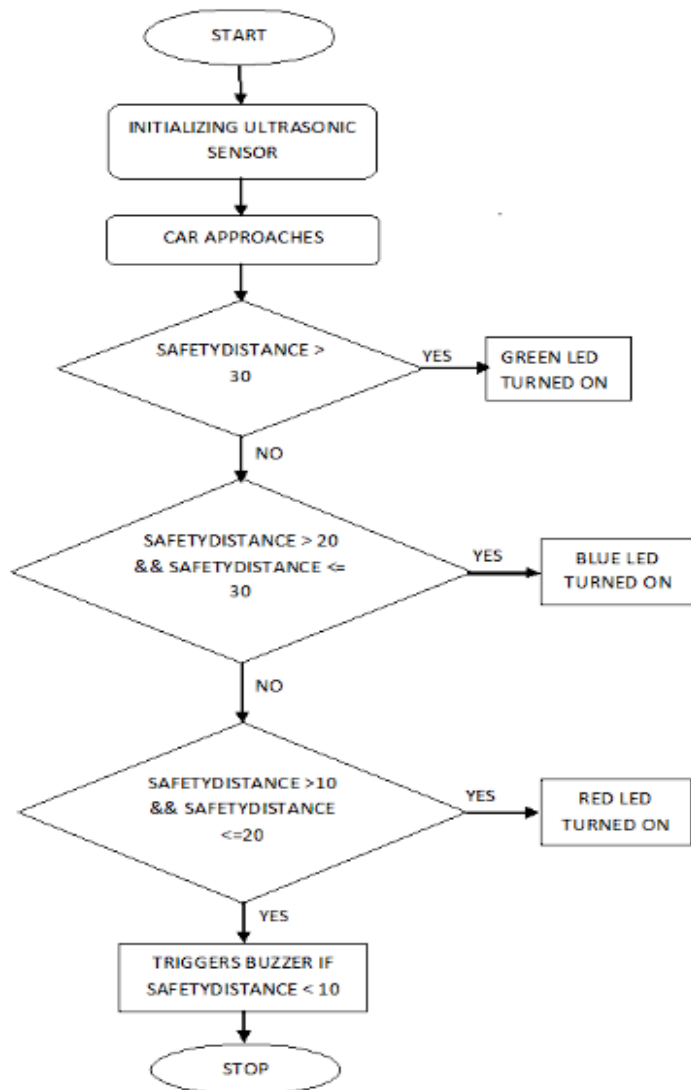 START
INITIALIZING ULTRASONIC
SENSOR
CAR APPROACHES
SAFETYDISTANCE >
30
YES
GREEN LED
TURNED ON
NO
SAFETYDISTANCE > 20
&& SAFETYDISTANCE <=
30
YES
BLUE LED
TURNED ON
NO
SAFETYDISTANCE >10
&& SAFETYDISTANCE
<=20
YES
RED LED
TURNED ON
YES
TRIGGERS BUZZER IF
SAFETYDISTANCE < 10
STOP